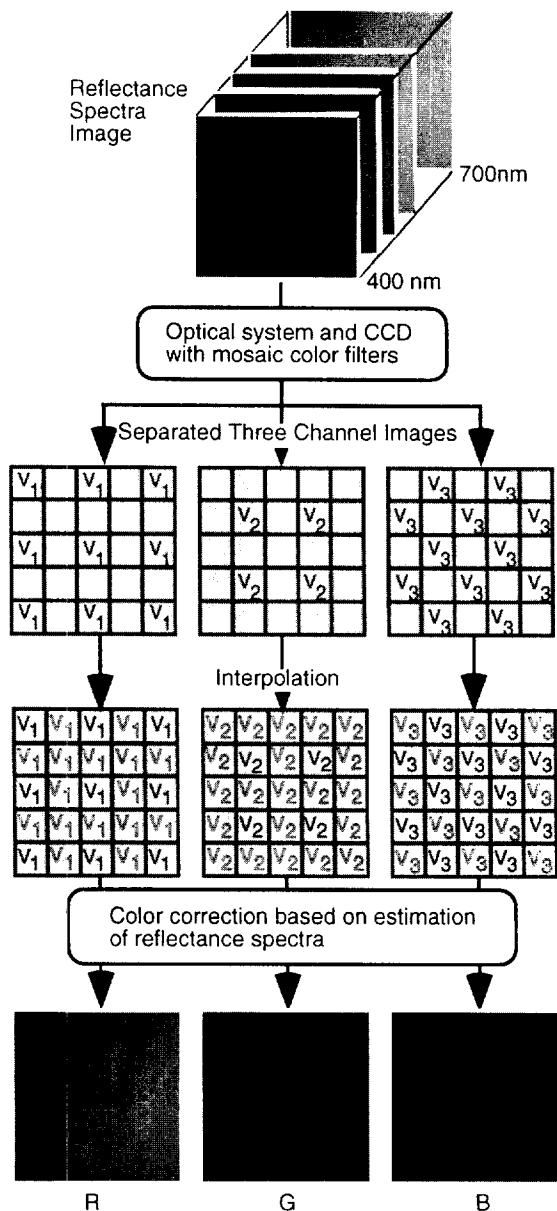 Reflectance
Spectra
Image
700nm
400 nm
Optical system and CCD
with mosaic color filters
Separated Three Channel Images
V1 V1 V1
V1 V1 V1
V1 V1 V1
V2 V2
V2 V2
V3 V3
V3 V3 V3
V3 V3
V3 V3 V3
V3 V3
Interpolation
V1 V1 V1 V1 V1
V1 V1 V1 V1 V1
V1 V1 V1 V1 V1
V1 V1 V1 V1 V1
V1 V1 V1 V1 V1
V2 V2 V2 V2 V2
V2 V2 V2 V2 V2
V2 V2 V2 V2 V2
V2 V2 V2 V2 V2
V2 V2 V2 V2 V2
V3 V3 V3 V3 V3
V3 V3 V3 V3 V3
V3 V3 V3 V3 V3
V3 V3 V3 V3 V3
V3 V3 V3 V3 V3
Color correction based on estimation
of reflectance spectra
R G B